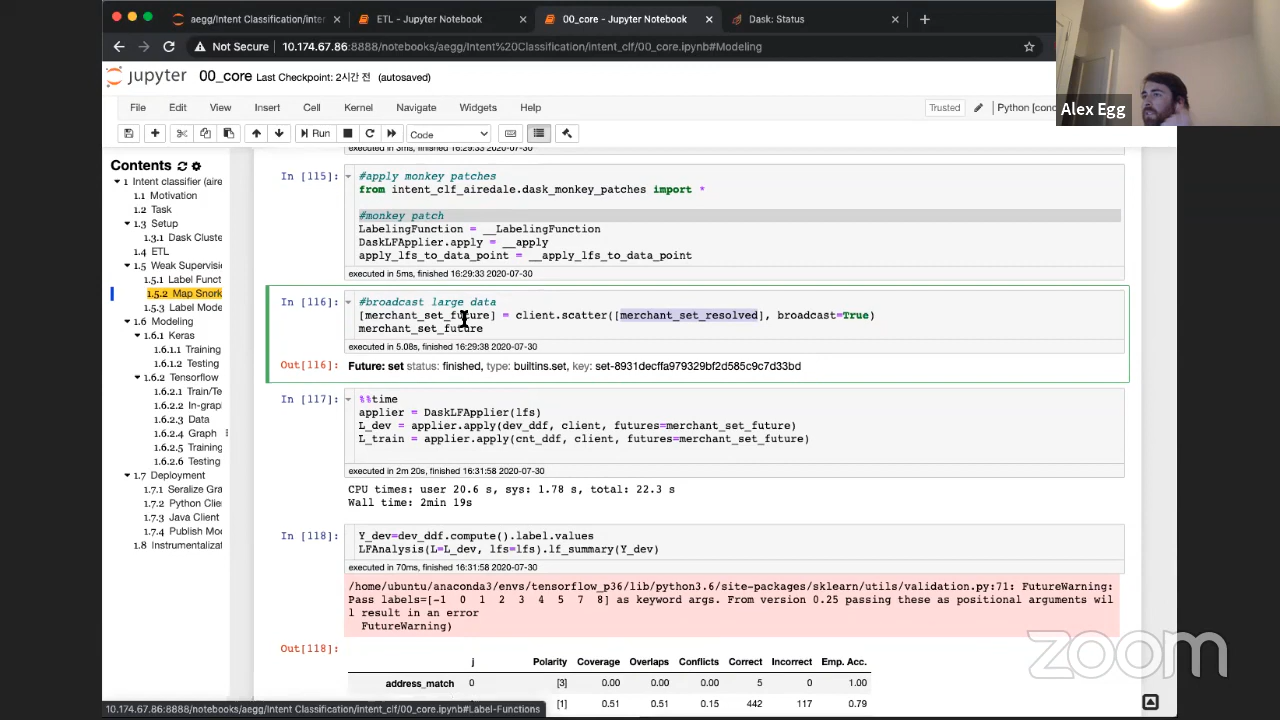 aegg/Intent Classification/inter
ETL - Jupyter Notebook
00_core - Jupyter Notebook
Dask: Status
Not Secure
10.174.67.86:8888/notebooks/aegg/Intent%20Classification/intent_clf/00_core.ipynb#Modeling
Alex Egg
jupyter
00_core Last Checkpoint: 2시간 전 (autosaved)
File Edit View Insert Cell Kernel Navigate Widgets Help
Trusted
Python [cond
Run
Code
Contents
1 Intent classifier (aire
1.1 Motivation
1.2 Task
1.3 Setup
1.3.1 Dask Cluste
1.4 ETL
1.5 Weak Supervisi
1.5.1 Label Funct
1.5.2 Map Snork
1.5.3 Label Mode
1.6 Modeling
1.6.1 Keras
1.6.1.1 Training
1.6.1.2 Testing
1.6.2 Tensorflow
1.6.2.1 Train/Te
1.6.2.2 In-grap
1.6.2.3 Data
1.6.2.4 Graph
1.6.2.5 Training
1.6.2.6 Testing
1.7 Deployment
1.7.1 Seralize Gra
1.7.2 Python Clie
1.7.3 Java Client
1.7.4 Publish Mod
1.8 Instrumentalizat
executed in 3ms, finished 16:29:33 2020-07-30
In [115]:
#apply monkey patches
from intent_clf_airedale.dask_monkey_patches import *
#monkey patch
LabelingFunction = __LabelingFunction
DaskLFApplier.apply = __apply
apply_lfs_to_data_point = __apply_lfs_to_data_point
executed in 5ms, finished 16:29:33 2020-07-30
In [116]:
#broadcast large data
[merchant_set_future] = client.scatter([merchant_set_resolved], broadcast=True)
merchant_set_future
executed in 5.08s, finished 16:29:38 2020-07-30
Out[116]:
Future: set status: finished, type: builtins.set, key: set-8931decffa979329bf2d585c9c7d33bd
In [117]:
%%time
applier = DaskLFApplier(lfs)
L_dev = applier.apply(dev_ddf, client, futures=merchant_set_future)
L_train = applier.apply(cnt_ddf, client, futures=merchant_set_future)
executed in 2m 20s, finished 16:31:58 2020-07-30
CPU times: user 20.6 s, sys: 1.78 s, total: 22.3 s
Wall time: 2min 19s
In [118]:
Y_dev=dev_ddf.compute().label.values
LFAnalysis(L=L_dev, lfs=lfs).lf_summary(Y_dev)
executed in 70ms, finished 16:31:58 2020-07-30
/home/ubuntu/anaconda3/envs/tensorflow_p36/lib/python3.6/site-packages/sklearn/utils/validation.py:71: FutureWarning:
Pass labels=[-1 0 1 2 3 4 5 7 8] as keyword args. From version 0.25 passing these as positional arguments wil
l result in an error
FutureWarning)
Out[118]:
j Polarity Coverage Overlaps Conflicts Correct Incorrect Emp. Acc.
address_match 0 [3] 0.00 0.00 0.00 5 0 1.00
[1] 0.51 0.51 0.15 442 117 0.79
10.174.67.86:8888/notebooks/aegg/Intent Classification/intent_clf/00_core.ipynb#Label-Functions
zoom